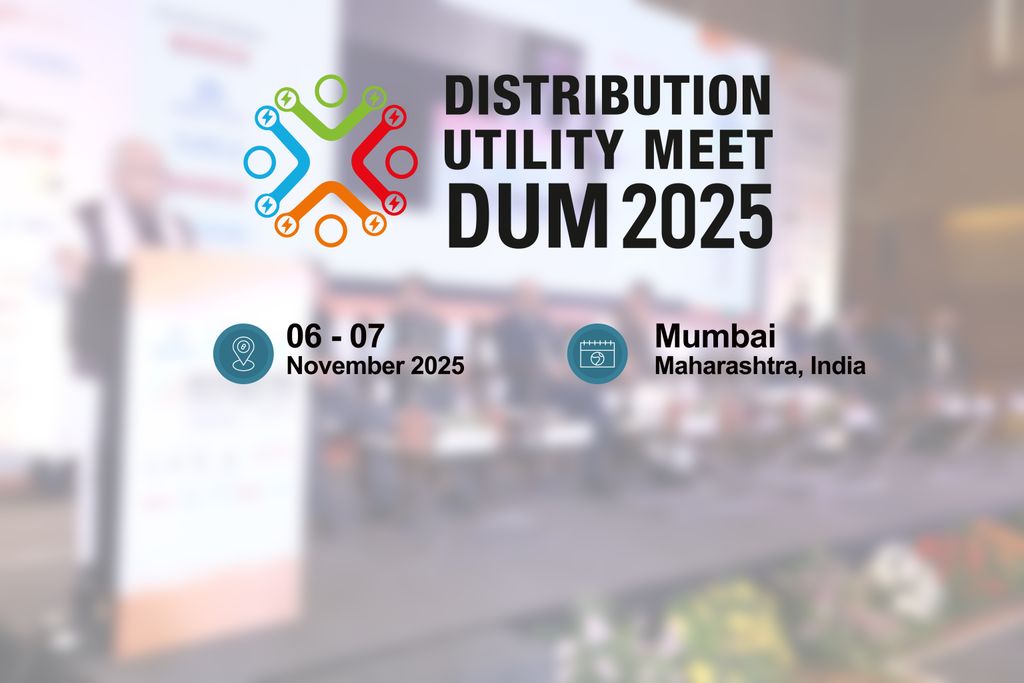 DISTRIBUTION
UTILITY MEET
DUM 2025
06 - 07
November 2025
Mumbai
Maharashtra, India